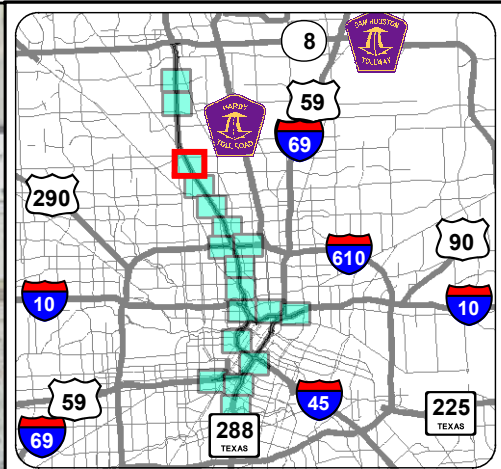 8
SAM HOUSTON
TOLLWAY
59
HARDY
TOLL ROAD
69
290
90
610
10
10
59
45
225
TEXAS
69
288
TEXAS